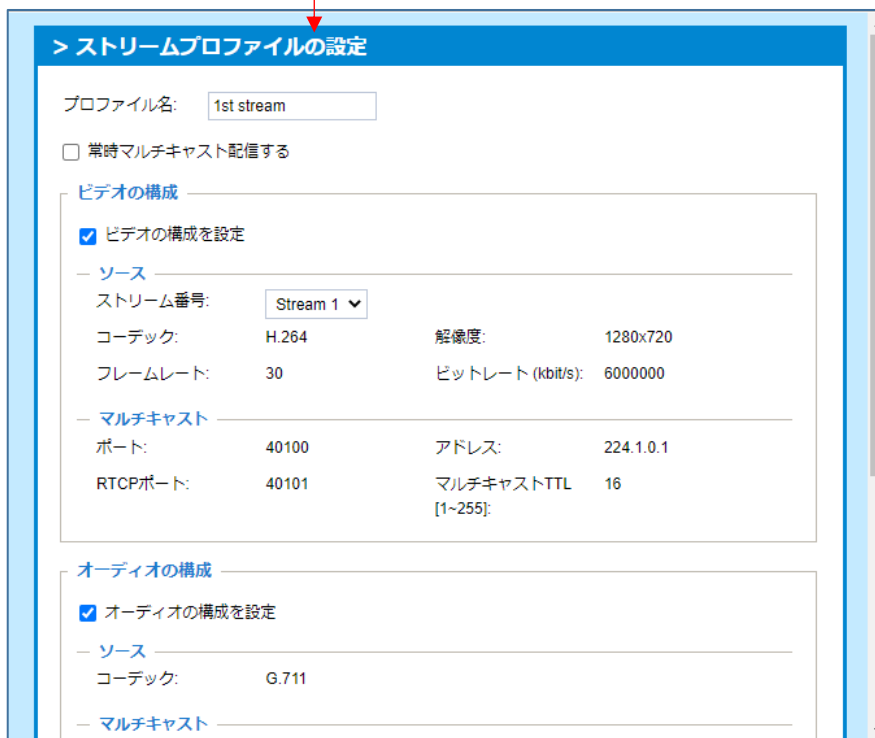 > ストリームプロファイルの設定
プロファイル名: 1st stream
常時マルチキャスト配信する
ビデオの構成
ビデオの構成を設定
ソース
ストリーム番号: Stream 1
コーデック: H.264 解像度: 1280x720
フレームレート: 30 ビットレート (kbit/s): 6000000
マルチキャスト
ポート: 40100 アドレス: 224.1.0.1
RTCPポート: 40101 マルチキャストTTL 16
[1~255]:
オーディオの構成
オーディオの構成を設定
ソース
コーデック: G.711
マルチキャスト